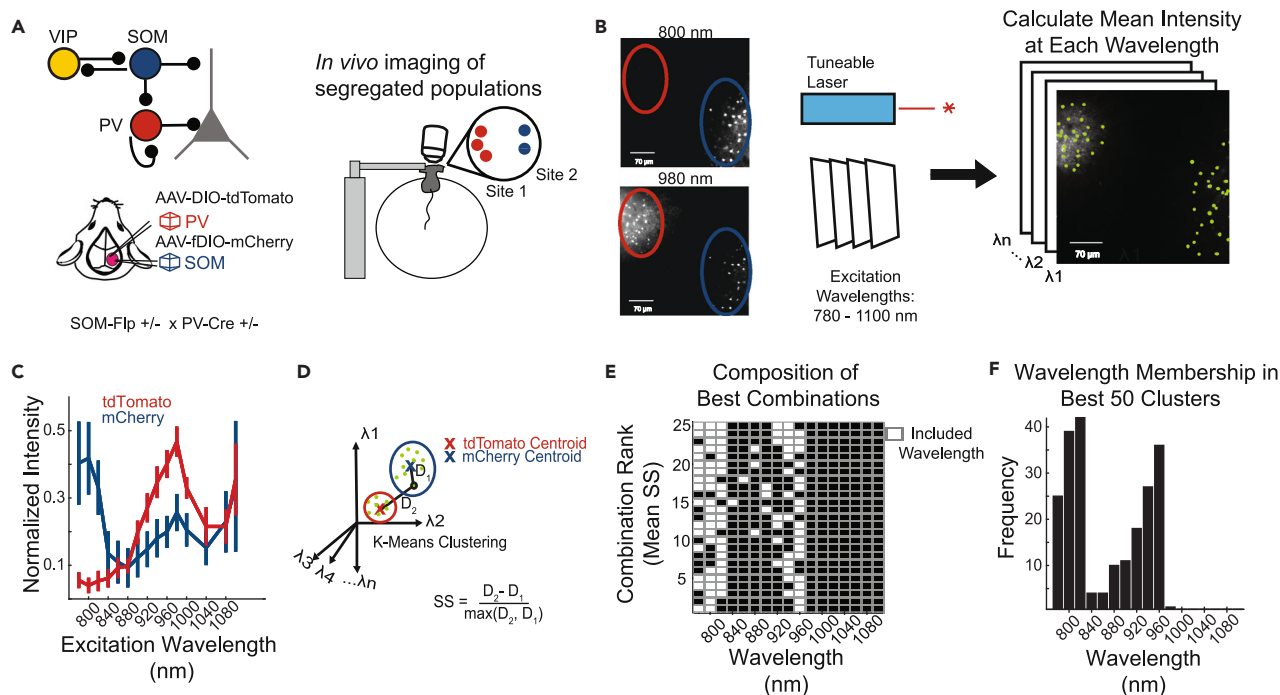 A
VIP
SOM
PV
In vivo imaging of
segregated populations
Site 1
Site 2
AAV-DIO-tdTomato
PV
AAV-fDIO-mCherry
SOM
SOM-Flp +/- x PV-Cre +/-
B
800 nm
70 µm
980 nm
70 µm
Tuneable
Laser
*
Excitation
Wavelengths:
780 - 1100 nm
Calculate Mean Intensity
at Each Wavelength
λn
... λ2
λ1
70 µm
C
tdTomato
mCherry
Normalized Intensity
0.5
0.3
0.1
800
840
880
920
960
1000
1040
1080
Excitation Wavelength
(nm)
D
λ1
X tdTomato Centroid
X mCherry Centroid
D1
D2
λ2
λ3
λ4
...λn
K-Means Clustering
SS = D2- D1
max(D2, D1)
E
Composition of
Best Combinations
Included
Wavelength
Combination Rank
(Mean SS)
25
20
15
10
5
800
840
880
920
960
1000
1040
1080
Wavelength
(nm)
F
Wavelength Membership in
Best 50 Clusters
Frequency
40
30
20
10
0
800
840
880
920
960
1000
1040
1080
Wavelength
(nm)